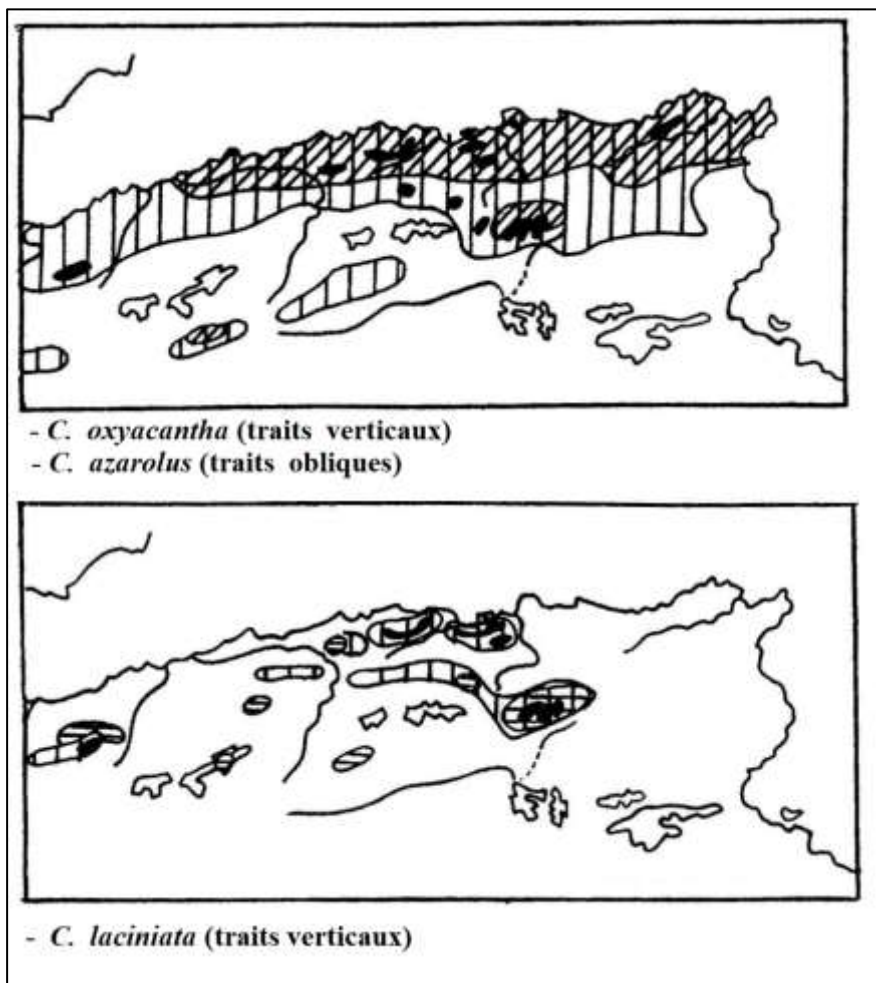 - C. oxyacantha (traits verticaux)
- C. azarolus (traits obliques)
- C. laciniata (traits verticaux)